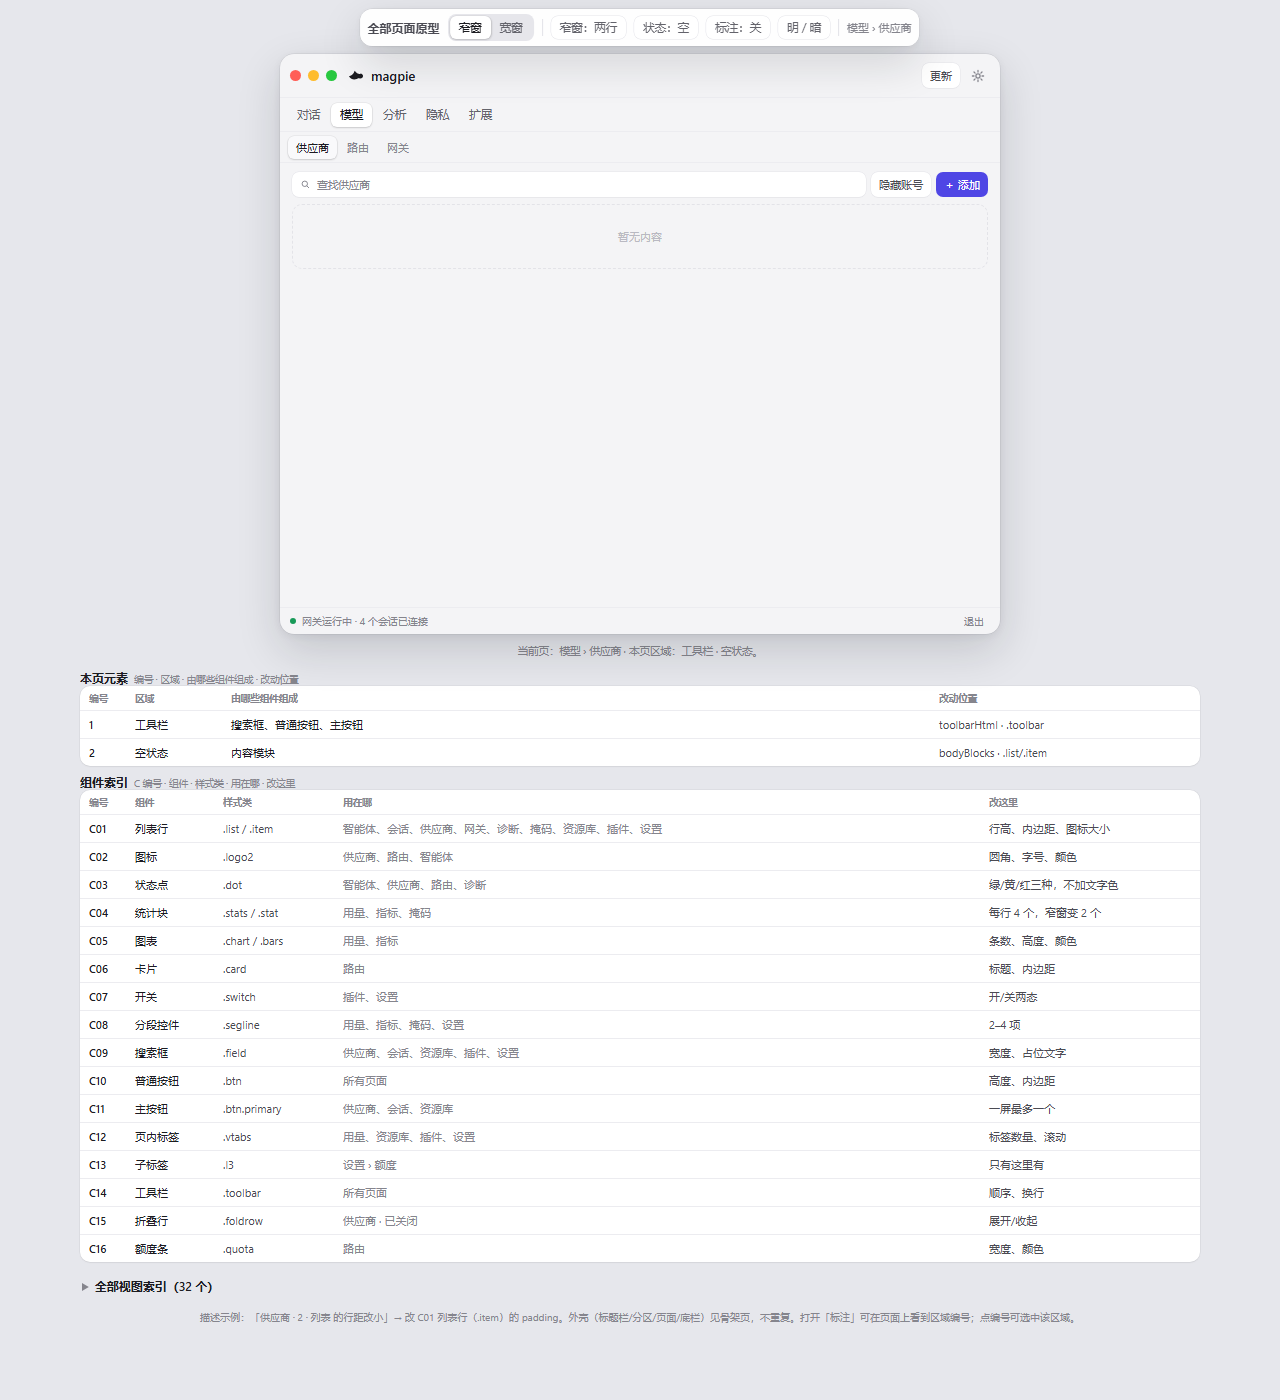 全部页面原型 窄窗 宽窗 窄窗：两行 状态：空 标注：关 明 / 暗 模型 › 供应商
magpie 更新
对话 模型 分析 隐私 扩展
供应商 路由 网关
查找供应商 隐藏账号 + 添加
暂无内容
网关运行中 · 4 个会话已连接 退出
当前页：模型 › 供应商 · 本页区域：工具栏 · 空状态。
本页元素 编号 · 区域 · 由哪些组件组成 · 改动位置
编号 区域 由哪些组件组成 改动位置
1 工具栏 搜索框、普通按钮、主按钮 toolbarHtml · .toolbar
2 空状态 内容模块 bodyBlocks · .list/.item
组件索引 C 编号 · 组件 · 样式类 · 用在哪 · 改这里
编号 组件 样式类 用在哪 改这里
C01 列表行 .list / .item 智能体、会话、供应商、网关、诊断、掩码、资源库、插件、设置 行高、内边距、图标大小
C02 图标 .logo2 供应商、路由、智能体 圆角、字号、颜色
C03 状态点 .dot 智能体、供应商、路由、诊断 绿/黄/红三种，不加文字色
C04 统计块 .stats / .stat 用量、指标、掩码 每行 4 个，窄窗变 2 个
C05 图表 .chart / .bars 用量、指标 条数、高度、颜色
C06 卡片 .card 路由 标题、内边距
C07 开关 .switch 插件、设置 开/关两态
C08 分段控件 .segline 用量、指标、掩码、设置 2–4 项
C09 搜索框 .field 供应商、会话、资源库、插件、设置 宽度、占位文字
C10 普通按钮 .btn 所有页面 高度、内边距
C11 主按钮 .btn.primary 供应商、会话、资源库 一屏最多一个
C12 页内标签 .vtabs 用量、资源库、插件、设置 标签数量、滚动
C13 子标签 .l3 设置 › 额度 只有这里有
C14 工具栏 .toolbar 所有页面 顺序、换行
C15 折叠行 .foldrow 供应商 · 已关闭 展开/收起
C16 额度条 .quota 路由 宽度、颜色
全部视图索引（32 个）
描述示例：「供应商 · 2 · 列表 的行距改小」→ 改 C01 列表行（.item）的 padding。外壳（标题栏/分区/页面/底栏）见骨架页，不重复。打开「标注」可在页面上看到区域编号；点编号可选中该区域。